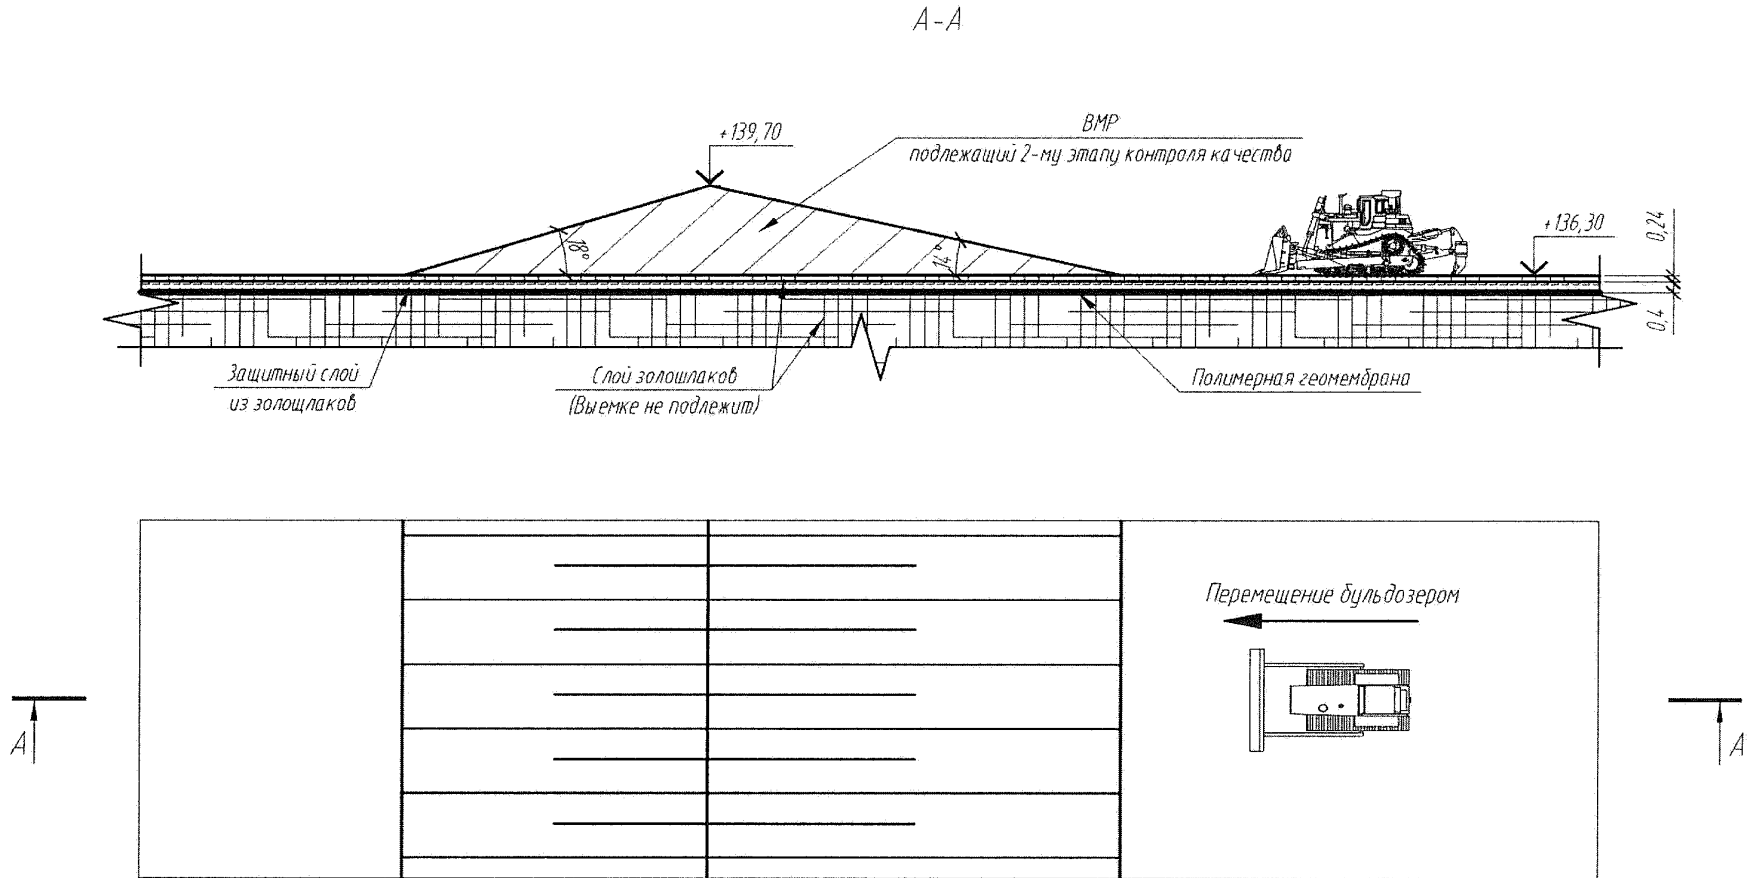 А-А
+139,70
ВМР
подлежащий 2-му этапу контроля качества
+136,30
0,24
18°
14°
0,4
Защитный слой
из золощлаков
Слой золошлаков
(Выемке не подлежит)
Полимерная геомембрана
Перемещение бульдозером
А
А